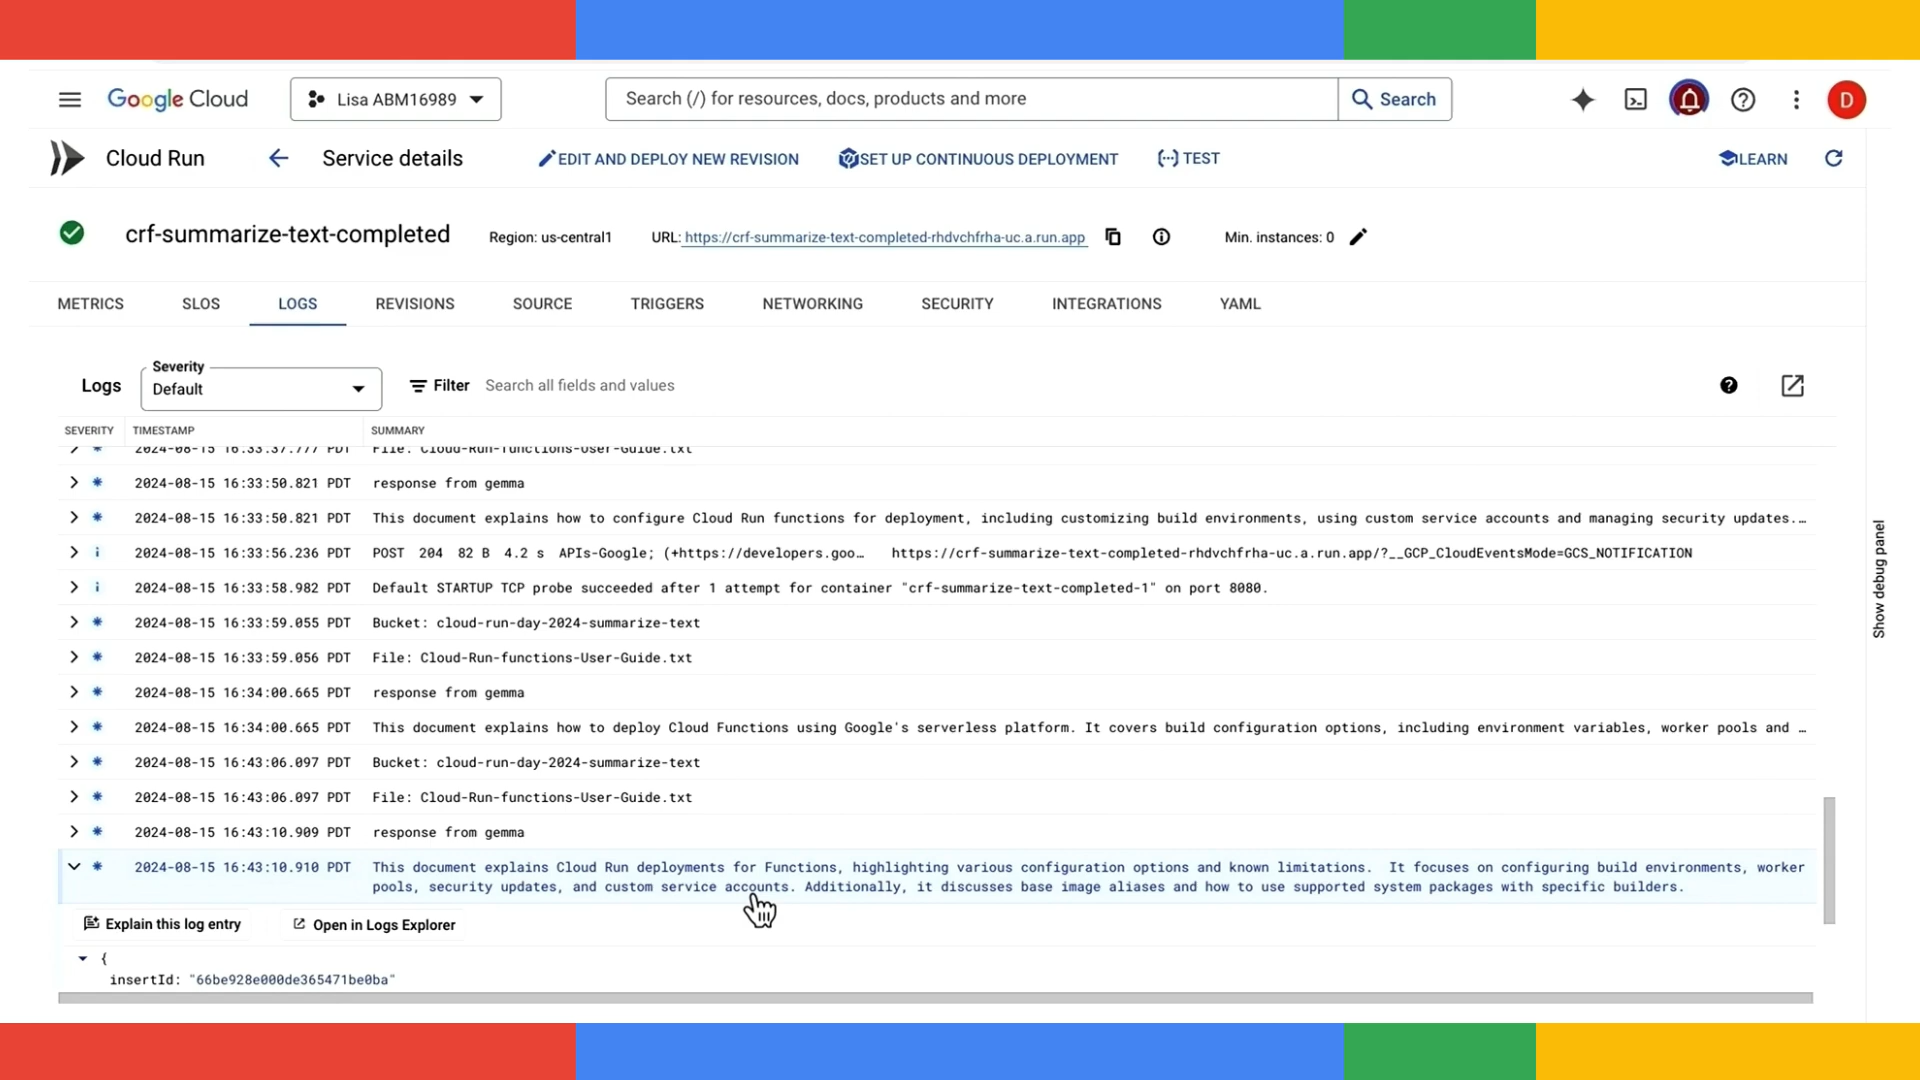 Google Cloud
Lisa ABM16989
Search (/) for resources, docs, products and more
Search
D
Cloud Run
Service details
EDIT AND DEPLOY NEW REVISION
SET UP CONTINUOUS DEPLOYMENT
TEST
LEARN
crf-summarize-text-completed
Region: us-central1
URL: https://crf-summarize-text-completed-rhdvchfrha-uc.a.run.app
Min. instances: 0
METRICS
SLOS
LOGS
REVISIONS
SOURCE
TRIGGERS
NETWORKING
SECURITY
INTEGRATIONS
YAML
Logs
Severity
Default
Filter
Search all fields and values
SEVERITY TIMESTAMP SUMMARY
2024-08-15 16:33:37.777 PDT File: Cloud-Run-functions-User-Guide.txt
2024-08-15 16:33:50.821 PDT response from gemma
2024-08-15 16:33:50.821 PDT This document explains how to configure Cloud Run functions for deployment, including customizing build environments, using custom service accounts and managing security updates.…
i 2024-08-15 16:33:56.236 PDT POST 204 82 B 4.2 s APIs-Google; (+https://developers.goo… https://crf-summarize-text-completed-rhdvchfrha-uc.a.run.app/?__GCP_CloudEventsMode=GCS_NOTIFICATION
i 2024-08-15 16:33:58.982 PDT Default STARTUP TCP probe succeeded after 1 attempt for container "crf-summarize-text-completed-1" on port 8080.
2024-08-15 16:33:59.055 PDT Bucket: cloud-run-day-2024-summarize-text
2024-08-15 16:33:59.056 PDT File: Cloud-Run-functions-User-Guide.txt
2024-08-15 16:34:00.665 PDT response from gemma
2024-08-15 16:34:00.665 PDT This document explains how to deploy Cloud Functions using Google's serverless platform. It covers build configuration options, including environment variables, worker pools and …
2024-08-15 16:43:06.097 PDT Bucket: cloud-run-day-2024-summarize-text
2024-08-15 16:43:06.097 PDT File: Cloud-Run-functions-User-Guide.txt
2024-08-15 16:43:10.909 PDT response from gemma
2024-08-15 16:43:10.910 PDT This document explains Cloud Run deployments for Functions, highlighting various configuration options and known limitations. It focuses on configuring build environments, worker
pools, security updates, and custom service accounts. Additionally, it discusses base image aliases and how to use supported system packages with specific builders.
Explain this log entry
Open in Logs Explorer
{
insertId: "66be928e000de365471be0ba"
Show debug panel